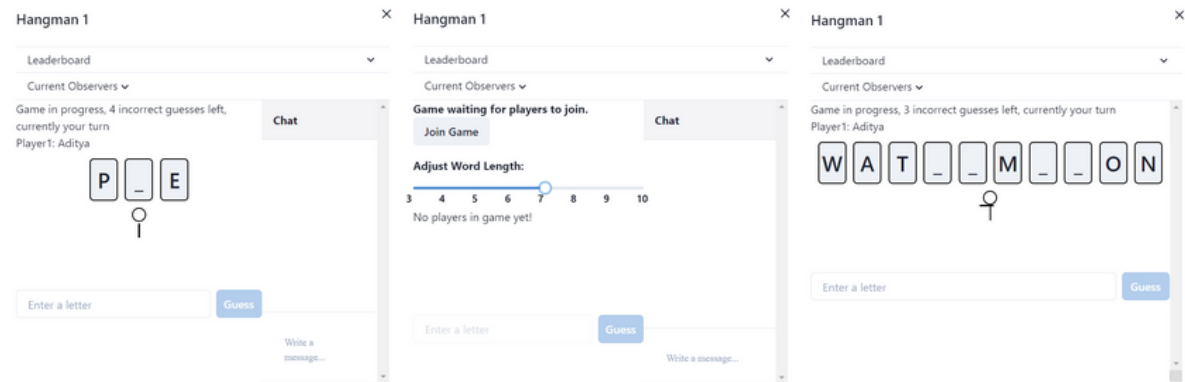 Hangman 1
Leaderboard
Current Observers
Game in progress, 4 incorrect guesses left,
currently your turn
Player1: Aditya
P _ E
Enter a letter
Guess
Chat
Write a
message...
Hangman 1
Leaderboard
Current Observers
Game waiting for players to join.
Join Game
Adjust Word Length:
3 4 5 6 7 8 9 10
No players in game yet!
Enter a letter
Guess
Chat
Write a message...
Hangman 1
Leaderboard
Current Observers
Game in progress, 3 incorrect guesses left, currently your turn
Player1: Aditya
W A T _ _ M _ _ O N
Enter a letter
Guess